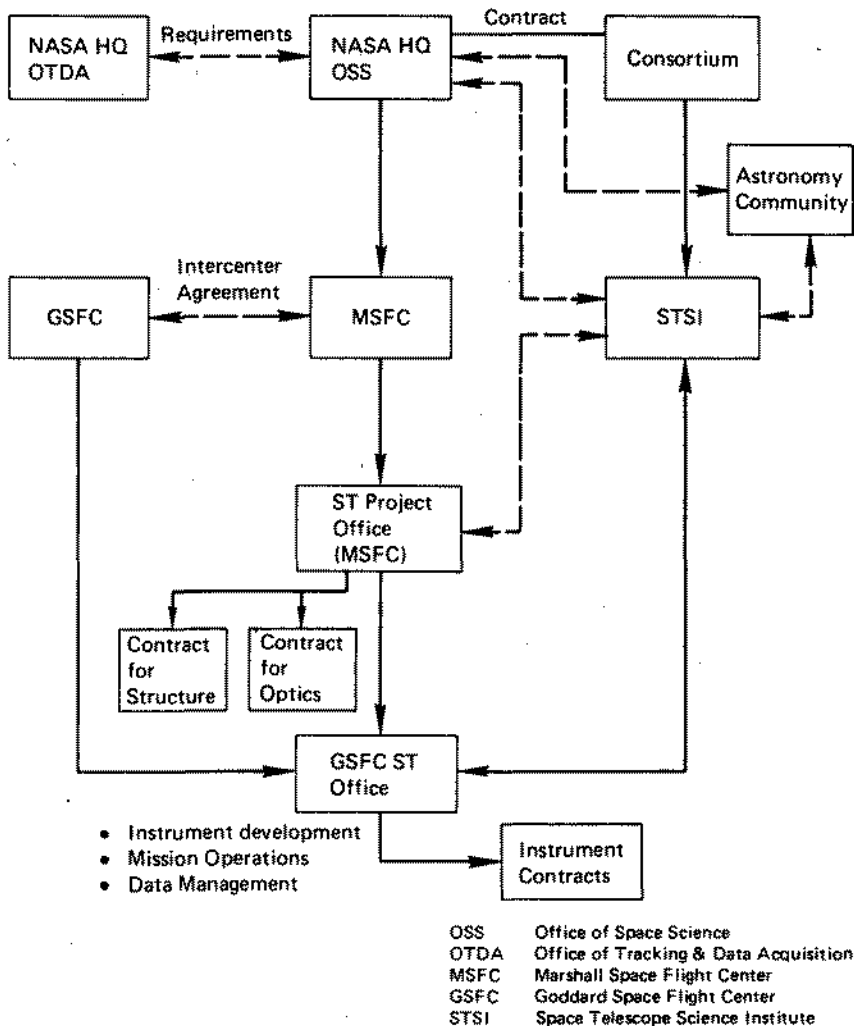 Contract
NASA HQ
OTDA
Requirements
NASA HQ
OSS
Consortium
Astronomy
Community
Intercenter
Agreement
GSFC
MSFC
STSI
ST Project
Office
(MSFC)
Contract
for
Structure
Contract
for
Optics
GSFC ST
Office
• Instrument development
• Mission Operations
• Data Management
Instrument
Contracts
OSS Office of Space Science
OTDA Office of Tracking & Data Acquisition
MSFC Marshall Space Flight Center
GSFC Goddard Space Flight Center
STSI Space Telescope Science Institute